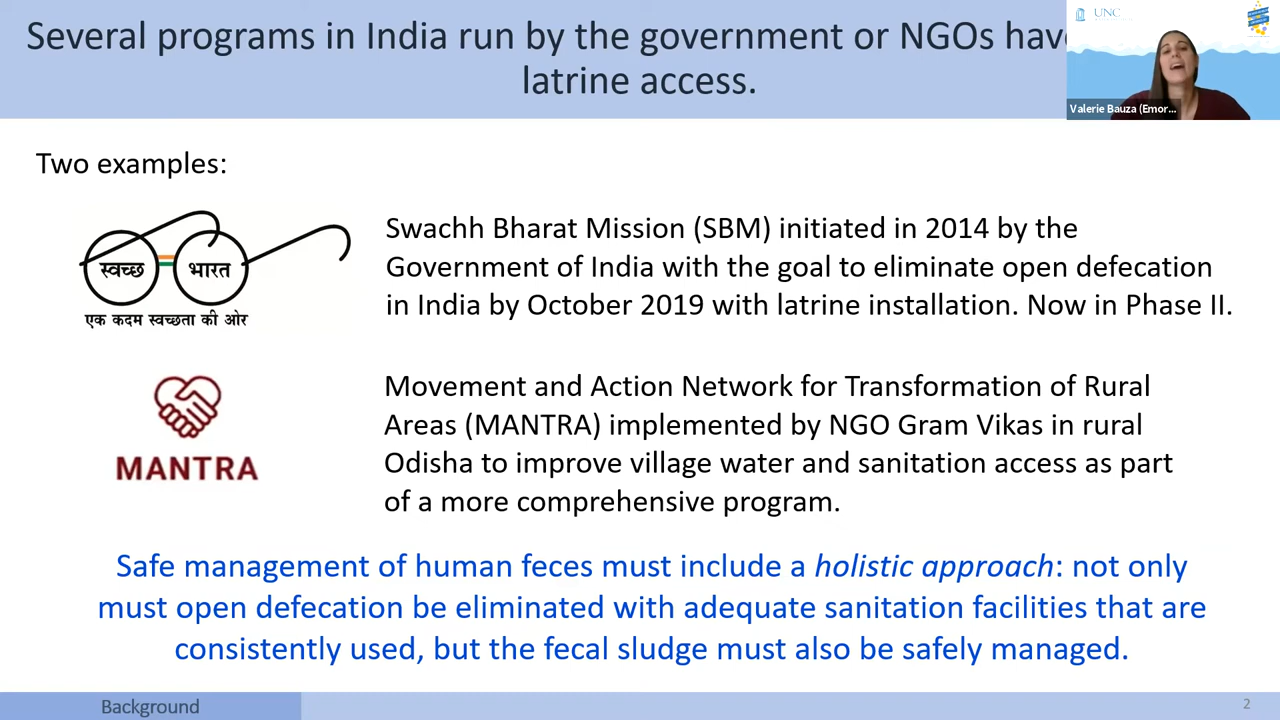 Several programs in India run by the government or NGOs have
latrine access.
UNC
Valerie Bauza (Emor...
Two examples:
स्वच्छ भारत
एक कदम स्वच्छता की ओर
Swachh Bharat Mission (SBM) initiated in 2014 by the
Government of India with the goal to eliminate open defecation
in India by October 2019 with latrine installation. Now in Phase II.
MANTRA
Movement and Action Network for Transformation of Rural
Areas (MANTRA) implemented by NGO Gram Vikas in rural
Odisha to improve village water and sanitation access as part
of a more comprehensive program.
Safe management of human feces must include a holistic approach: not only
must open defecation be eliminated with adequate sanitation facilities that are
consistently used, but the fecal sludge must also be safely managed.
Background
2